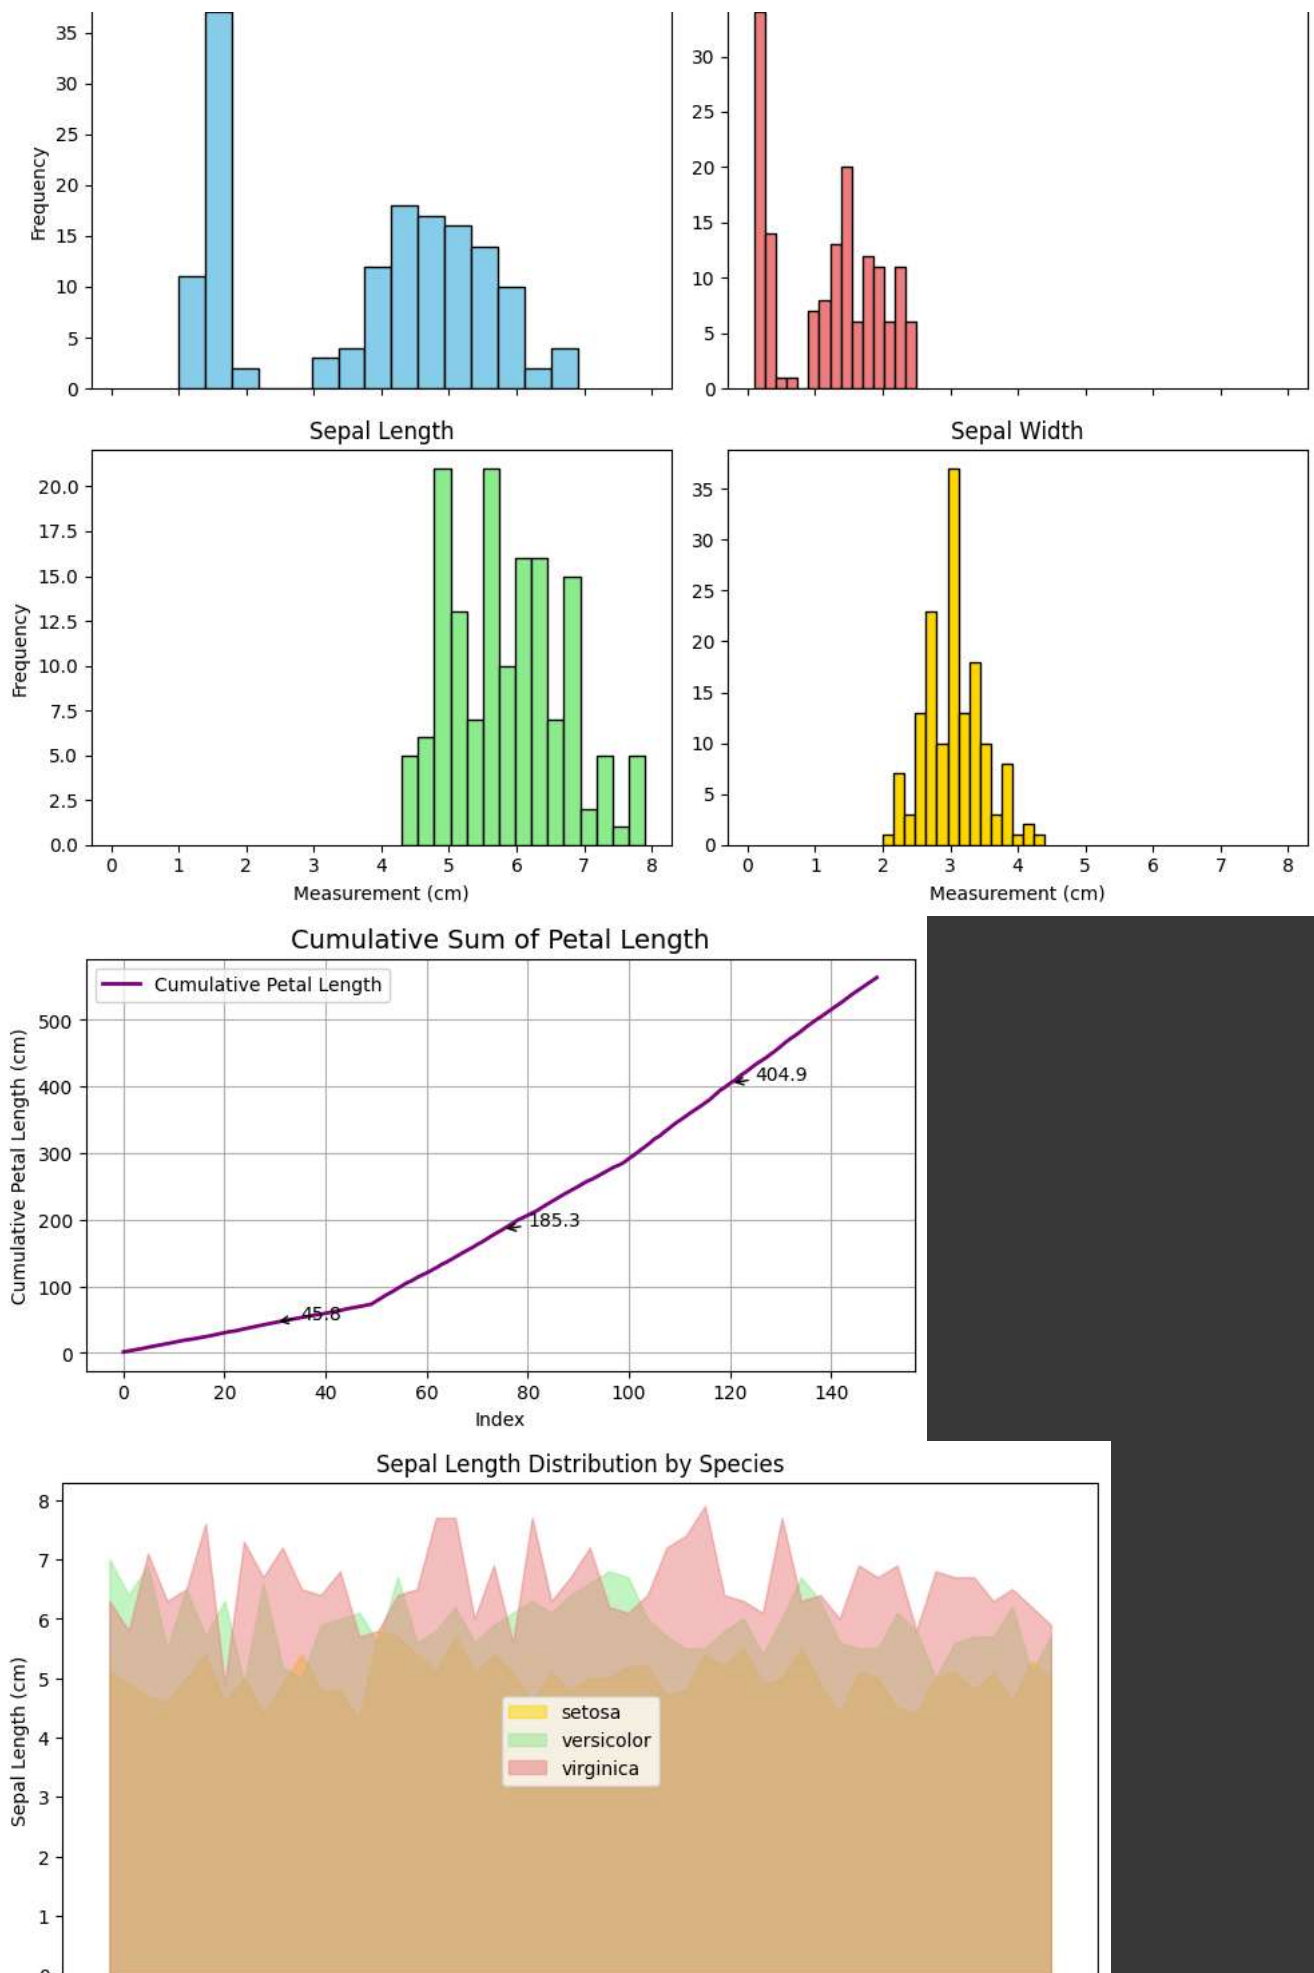 35
30
25
20
15
10
5
0
Frequency
30
25
20
15
10
5
0
Sepal Length
20.0
17.5
15.0
12.5
10.0
7.5
5.0
2.5
0.0
Frequency
0 1 2 3 4 5 6 7 8
Measurement (cm)
Sepal Width
35
30
25
20
15
10
5
0
0 1 2 3 4 5 6 7 8
Measurement (cm)
Cumulative Sum of Petal Length
Cumulative Petal Length
500
400
300
200
100
0
Cumulative Petal Length (cm)
404.9
185.3
45.8
0 20 40 60 80 100 120 140
Index
Sepal Length Distribution by Species
8
7
6
5
4
3
2
1
Sepal Length (cm)
setosa
versicolor
virginica